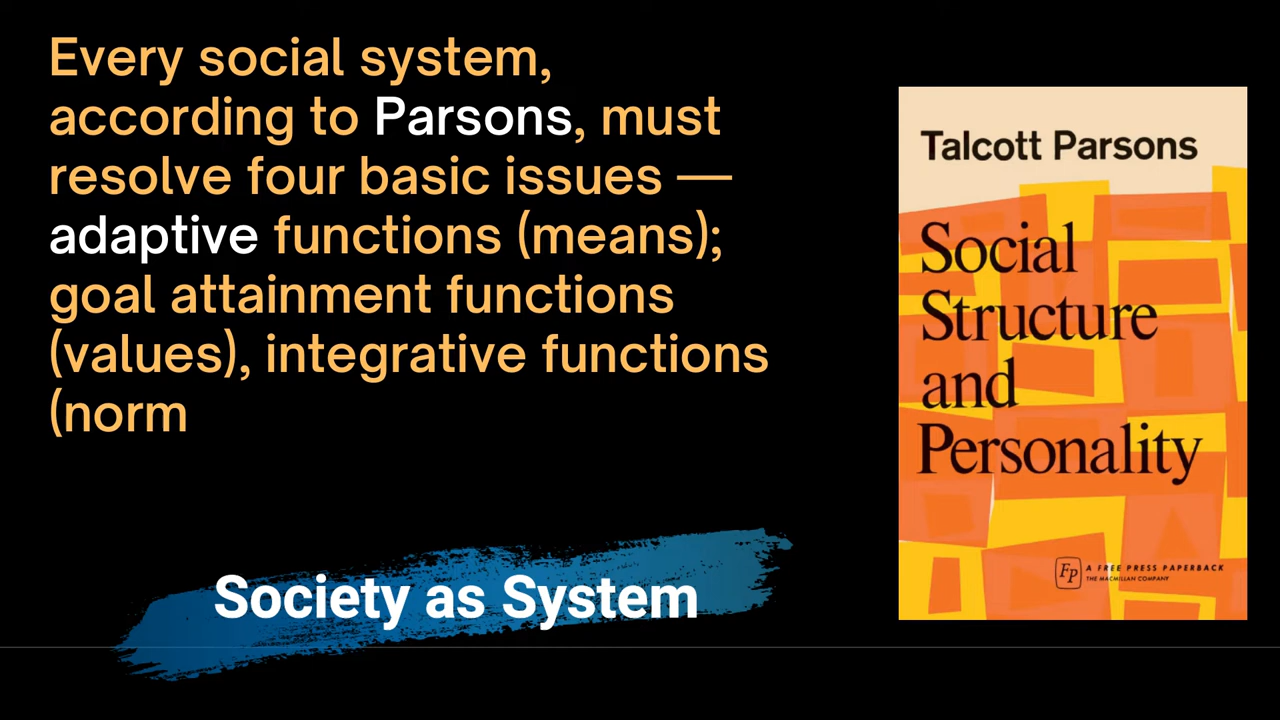 Every social system,
according to Parsons, must
resolve four basic issues —
adaptive functions (means);
goal attainment functions
(values), integrative functions
(norm
Society as System
Talcott Parsons
Social
Structure
and
Personality
FP
A FREE PRESS PAPERBACK
THE MACMILLAN COMPANY